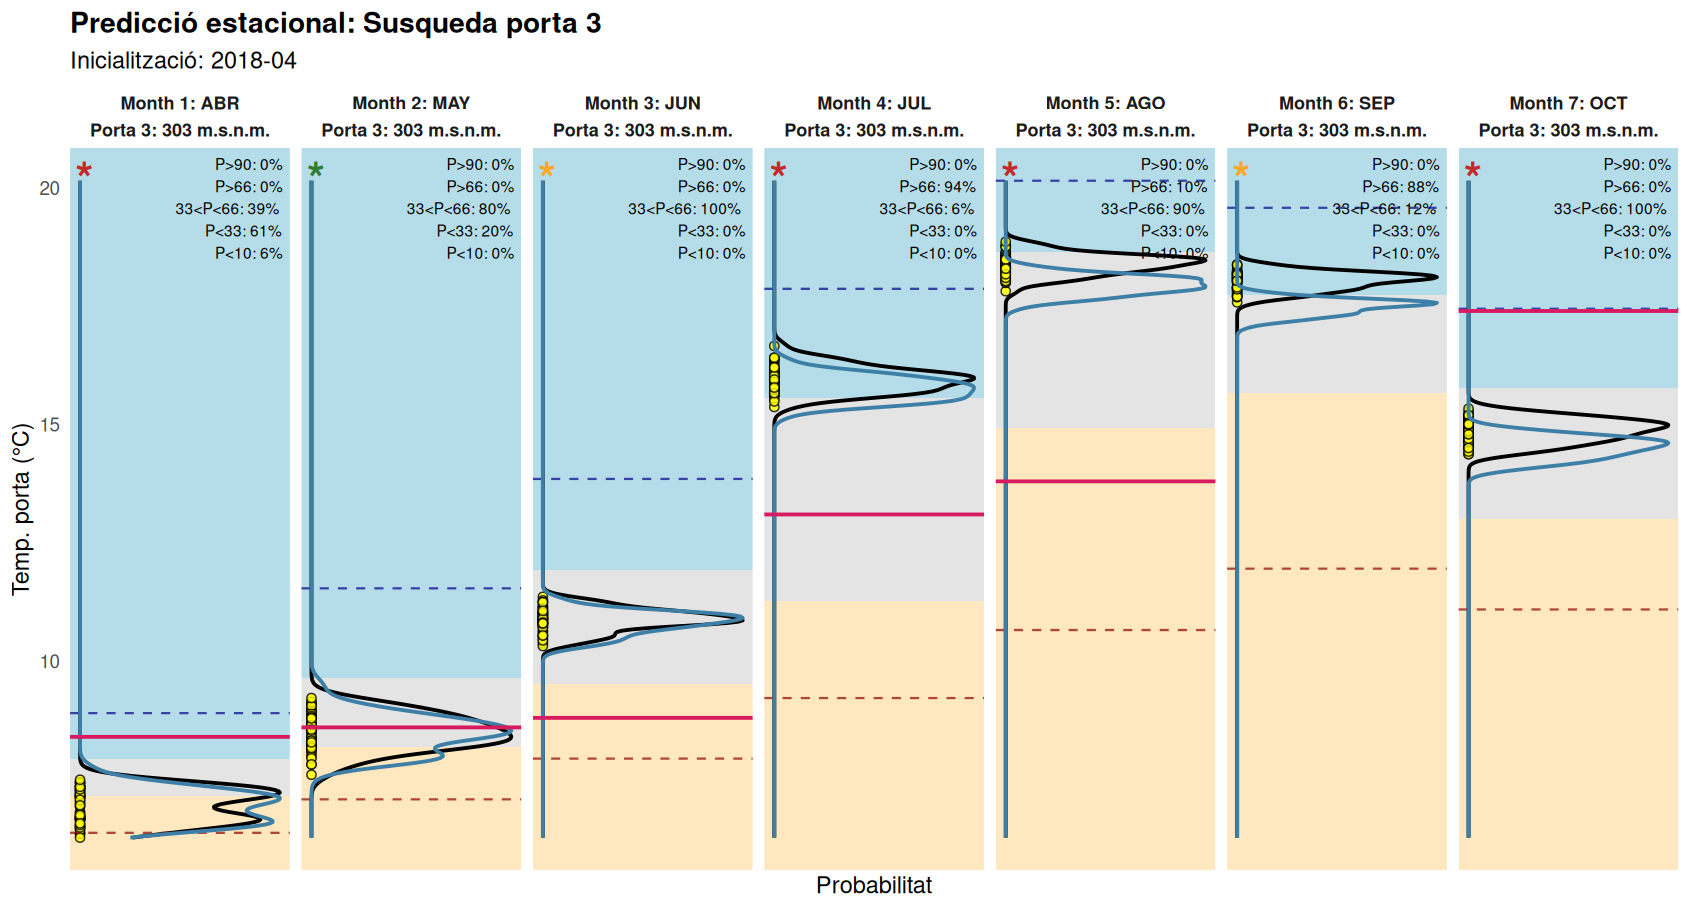 Predicció estacional: Susqueda porta 3
Inicialització: 2018-04
Month 1: ABR
Porta 3: 303 m.s.n.m.
Month 2: MAY
Porta 3: 303 m.s.n.m.
Month 3: JUN
Porta 3: 303 m.s.n.m.
Month 4: JUL
Porta 3: 303 m.s.n.m.
Month 5: AGO
Porta 3: 303 m.s.n.m.
Month 6: SEP
Porta 3: 303 m.s.n.m.
Month 7: OCT
Porta 3: 303 m.s.n.m.
*
P>90: 0%
P>66: 0%
33<P<66: 39%
P<33: 61%
P<10: 6%
*
P>90: 0%
P>66: 0%
33<P<66: 80%
P<33: 20%
P<10: 0%
*
P>90: 0%
P>66: 0%
33<P<66: 100%
P<33: 0%
P<10: 0%
*
P>90: 0%
P>66: 94%
33<P<66: 6%
P<33: 0%
P<10: 0%
*
P>90: 0%
P>66: 10%
33<P<66: 90%
P<33: 0%
P<10: 0%
*
P>90: 0%
P>66: 88%
33<P<66: 12%
P<33: 0%
P<10: 0%
*
P>90: 0%
P>66: 0%
33<P<66: 100%
P<33: 0%
P<10: 0%
20
15
10
Temp. porta (°C)
Probabilitat